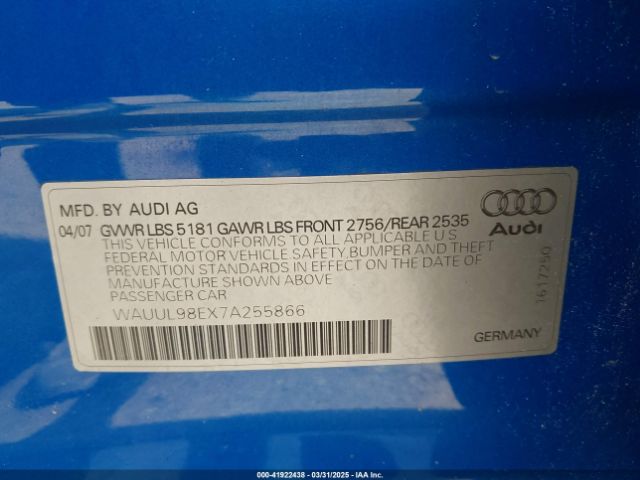 MFD. BY AUDI AG
04/07 GVWR LBS 5181 GAWR LBS FRONT 2756/REAR 2535
THIS VEHICLE CONFORMS TO ALL APPLICABLE U S
FEDERAL MOTOR VEHICLE SAFETY, BUMPER AND THEFT
PREVENTION STANDARDS IN EFFECT ON THE DATE OF
MANUFACTURE SHOWN ABOVE
PASSENGER CAR
WAUUL98EX7A255866
Audi
1617250
GERMANY
000-41922438 - 03/31/2025 - IAA Inc.